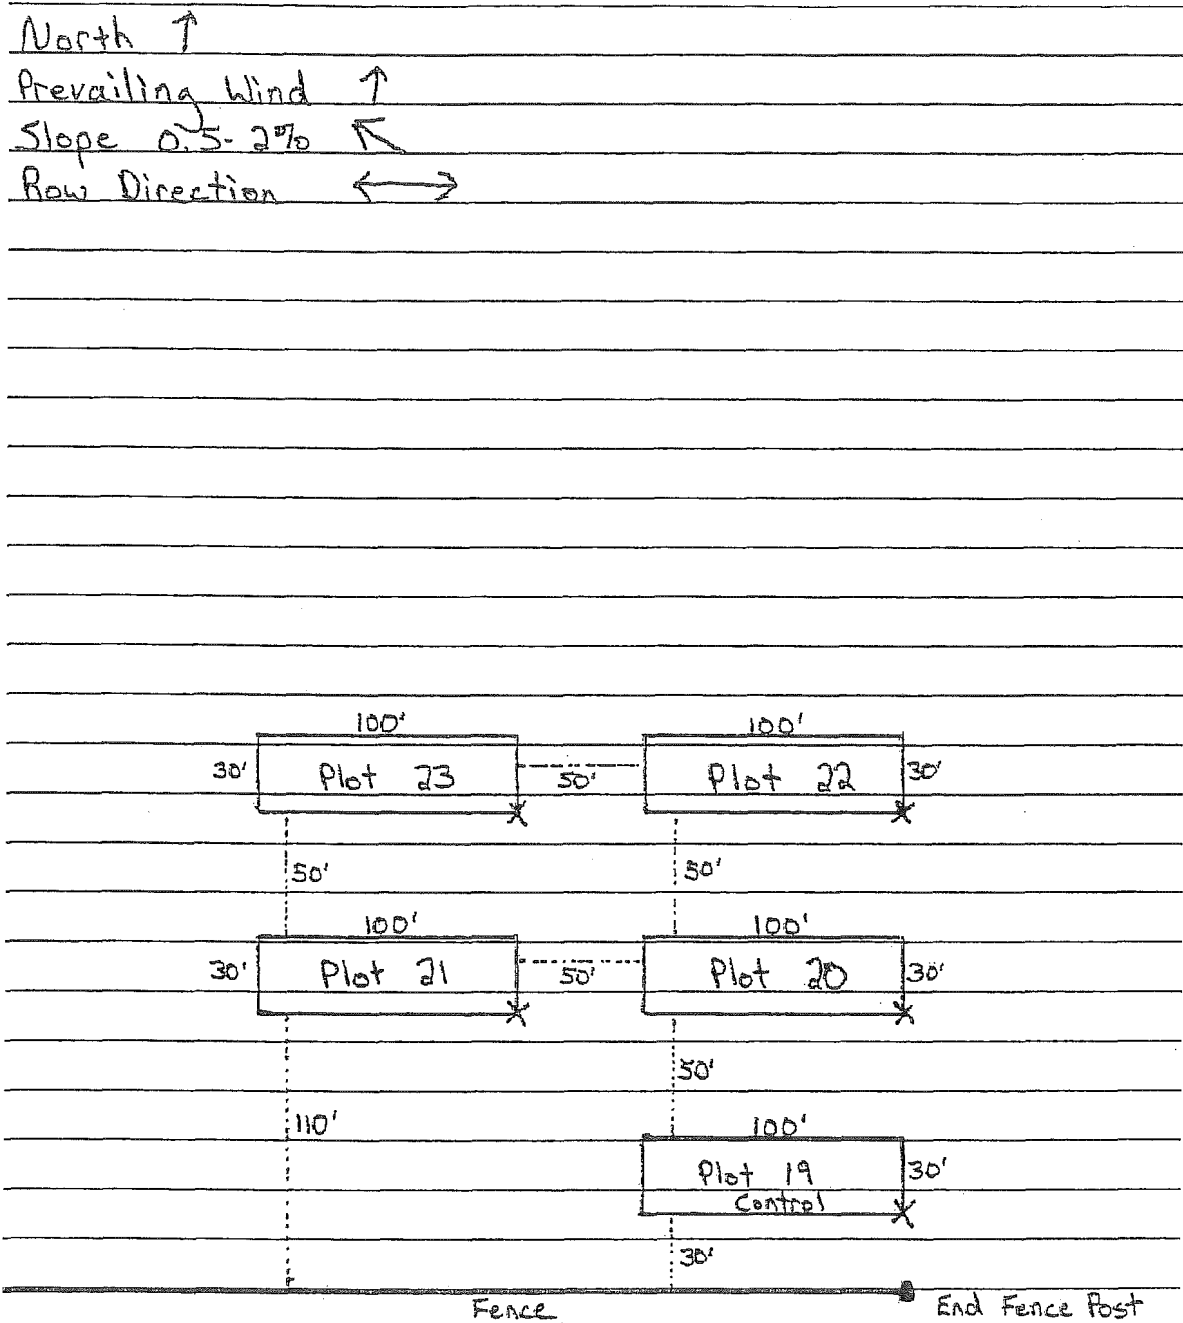 North ↑
Prevailing Wind ↑
Slope 0.5-2% ↖
Row Direction ↔
100' 100'
30' Plot 23 50' Plot 22 30'
50' 50'
100' 100'
30' Plot 21 50' Plot 20 30'
50'
110' 100'
Plot 19 30'
Control
30'
Fence End Fence Post